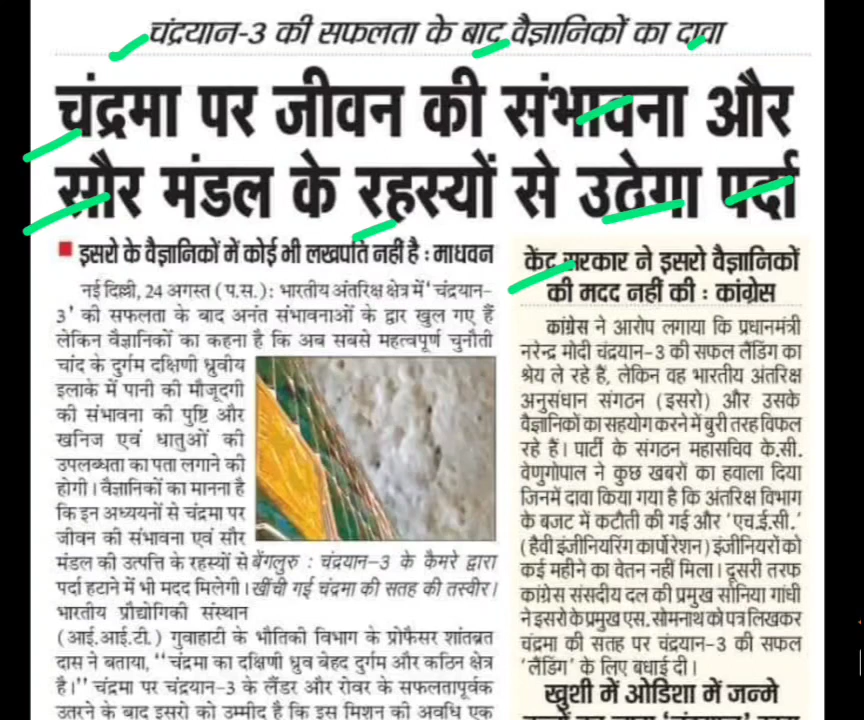 चंद्रयान-3 की सफलता के बाद वैज्ञानिकों का दावा
चंद्रमा पर जीवन की संभावना और
सौर मंडल के रहस्यों से उठेगा पर्दा
इसरो के वैज्ञानिकों में कोई भी लखपति नहीं है : माधवन
नई दिल्ली, 24 अगस्त (प.स.): भारतीय अंतरिक्ष क्षेत्र में 'चंद्रयान-
3' की सफलता के बाद अनंत संभावनाओं के द्वार खुल गए हैं
लेकिन वैज्ञानिकों का कहना है कि अब सबसे महत्वपूर्ण चुनौती
चांद के दुर्गम दक्षिणी ध्रुवीय
इलाके में पानी की मौजूदगी
की संभावना की पुष्टि और
खनिज एवं धातुओं की
उपलब्धता का पता लगाने की
होगी। वैज्ञानिकों का मानना है
कि इन अध्ययनों से चंद्रमा पर
जीवन की संभावना एवं सौर
मंडल की उत्पत्ति के रहस्यों से
पर्दा हटाने में भी मदद मिलेगी।
भारतीय प्रौद्योगिकी संस्थान
(आई.आई.टी.) गुवाहाटी के भौतिकी विभाग के प्रोफैसर शांतब्रत
दास ने बताया, "चंद्रमा का दक्षिणी ध्रुव बेहद दुर्गम और कठिन क्षेत्र
है।" चंद्रमा पर चंद्रयान-3 के लैंडर और रोवर के सफलतापूर्वक
उतरने के बाद इसरो को उम्मीद है कि इस मिशन की अवधि एक
बेंगलुरु : चंद्रयान-3 के कैमरे द्वारा
खींची गई चंद्रमा की सतह की तस्वीर।
केंद्र सरकार ने इसरो वैज्ञानिकों
की मदद नहीं की : कांग्रेस
कांग्रेस ने आरोप लगाया कि प्रधानमंत्री
नरेन्द्र मोदी चंद्रयान-3 की सफल लैंडिंग का
श्रेय ले रहे हैं, लेकिन वह भारतीय अंतरिक्ष
अनुसंधान संगठन (इसरो) और उसके
वैज्ञानिकों का सहयोग करने में बुरी तरह विफल
रहे हैं। पार्टी के संगठन महासचिव के.सी.
वेणुगोपाल ने कुछ खबरों का हवाला दिया
जिनमें दावा किया गया है कि अंतरिक्ष विभाग
के बजट में कटौती की गई और 'एच.ई.सी.'
(हैवी इंजीनियरिंग कार्पोरेशन) इंजीनियरों को
कई महीने का वेतन नहीं मिला। दूसरी तरफ
कांग्रेस संसदीय दल की प्रमुख सोनिया गांधी
ने इसरो के प्रमुख एस. सोमनाथ को पत्र लिखकर
चंद्रमा की सतह पर चंद्रयान-3 की सफल
'लैंडिंग' के लिए बधाई दी।
खुशी में ओडिशा में जन्मे